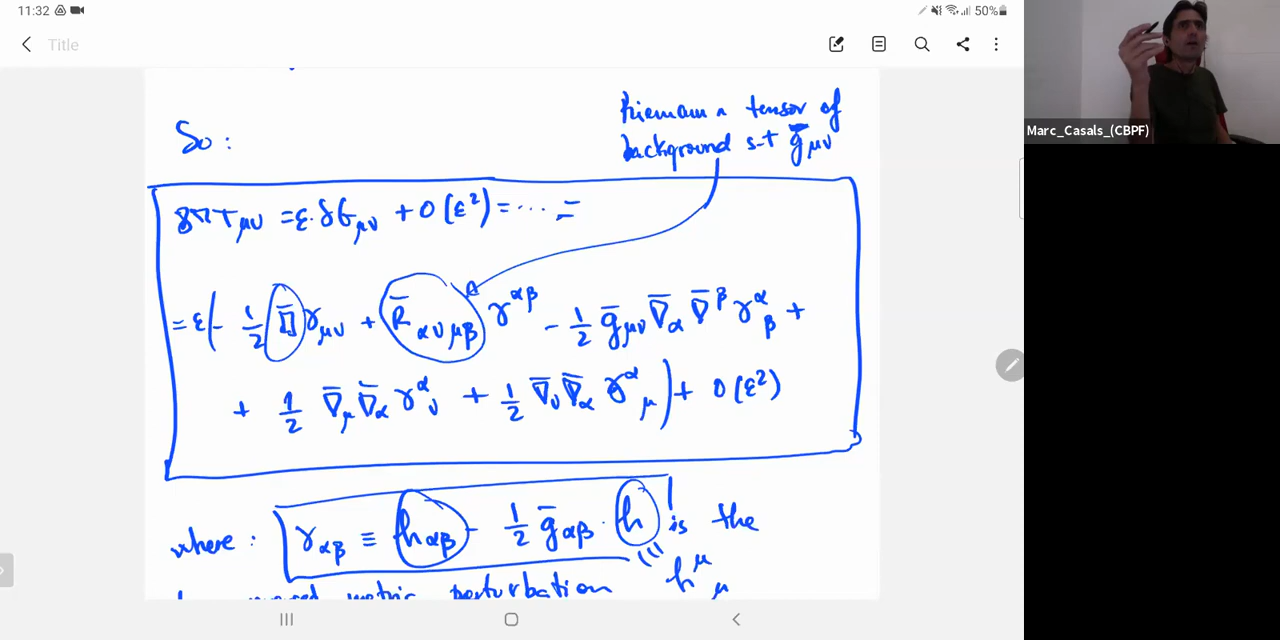 11:32 50%
Title
Riemann tensor of
So: background s-t ḡμν
8πTμν = ε·δGμν + O(ε²) = ··· =
= ε(-1/2 □̄ γμν + R̄ανμβ γ^αβ - 1/2 ḡμν ∇̄α ∇̄^β γ^α_β +
+ 1/2 ∇̄μ ∇̄α γ^α_ν + 1/2 ∇̄ν ∇̄α γ^α_μ) + O(ε²)
where: γαβ ≡ hαβ - 1/2 ḡαβ · h is the
h^μ_μ
metric perturbation
Marc_Casals_(CBPF)